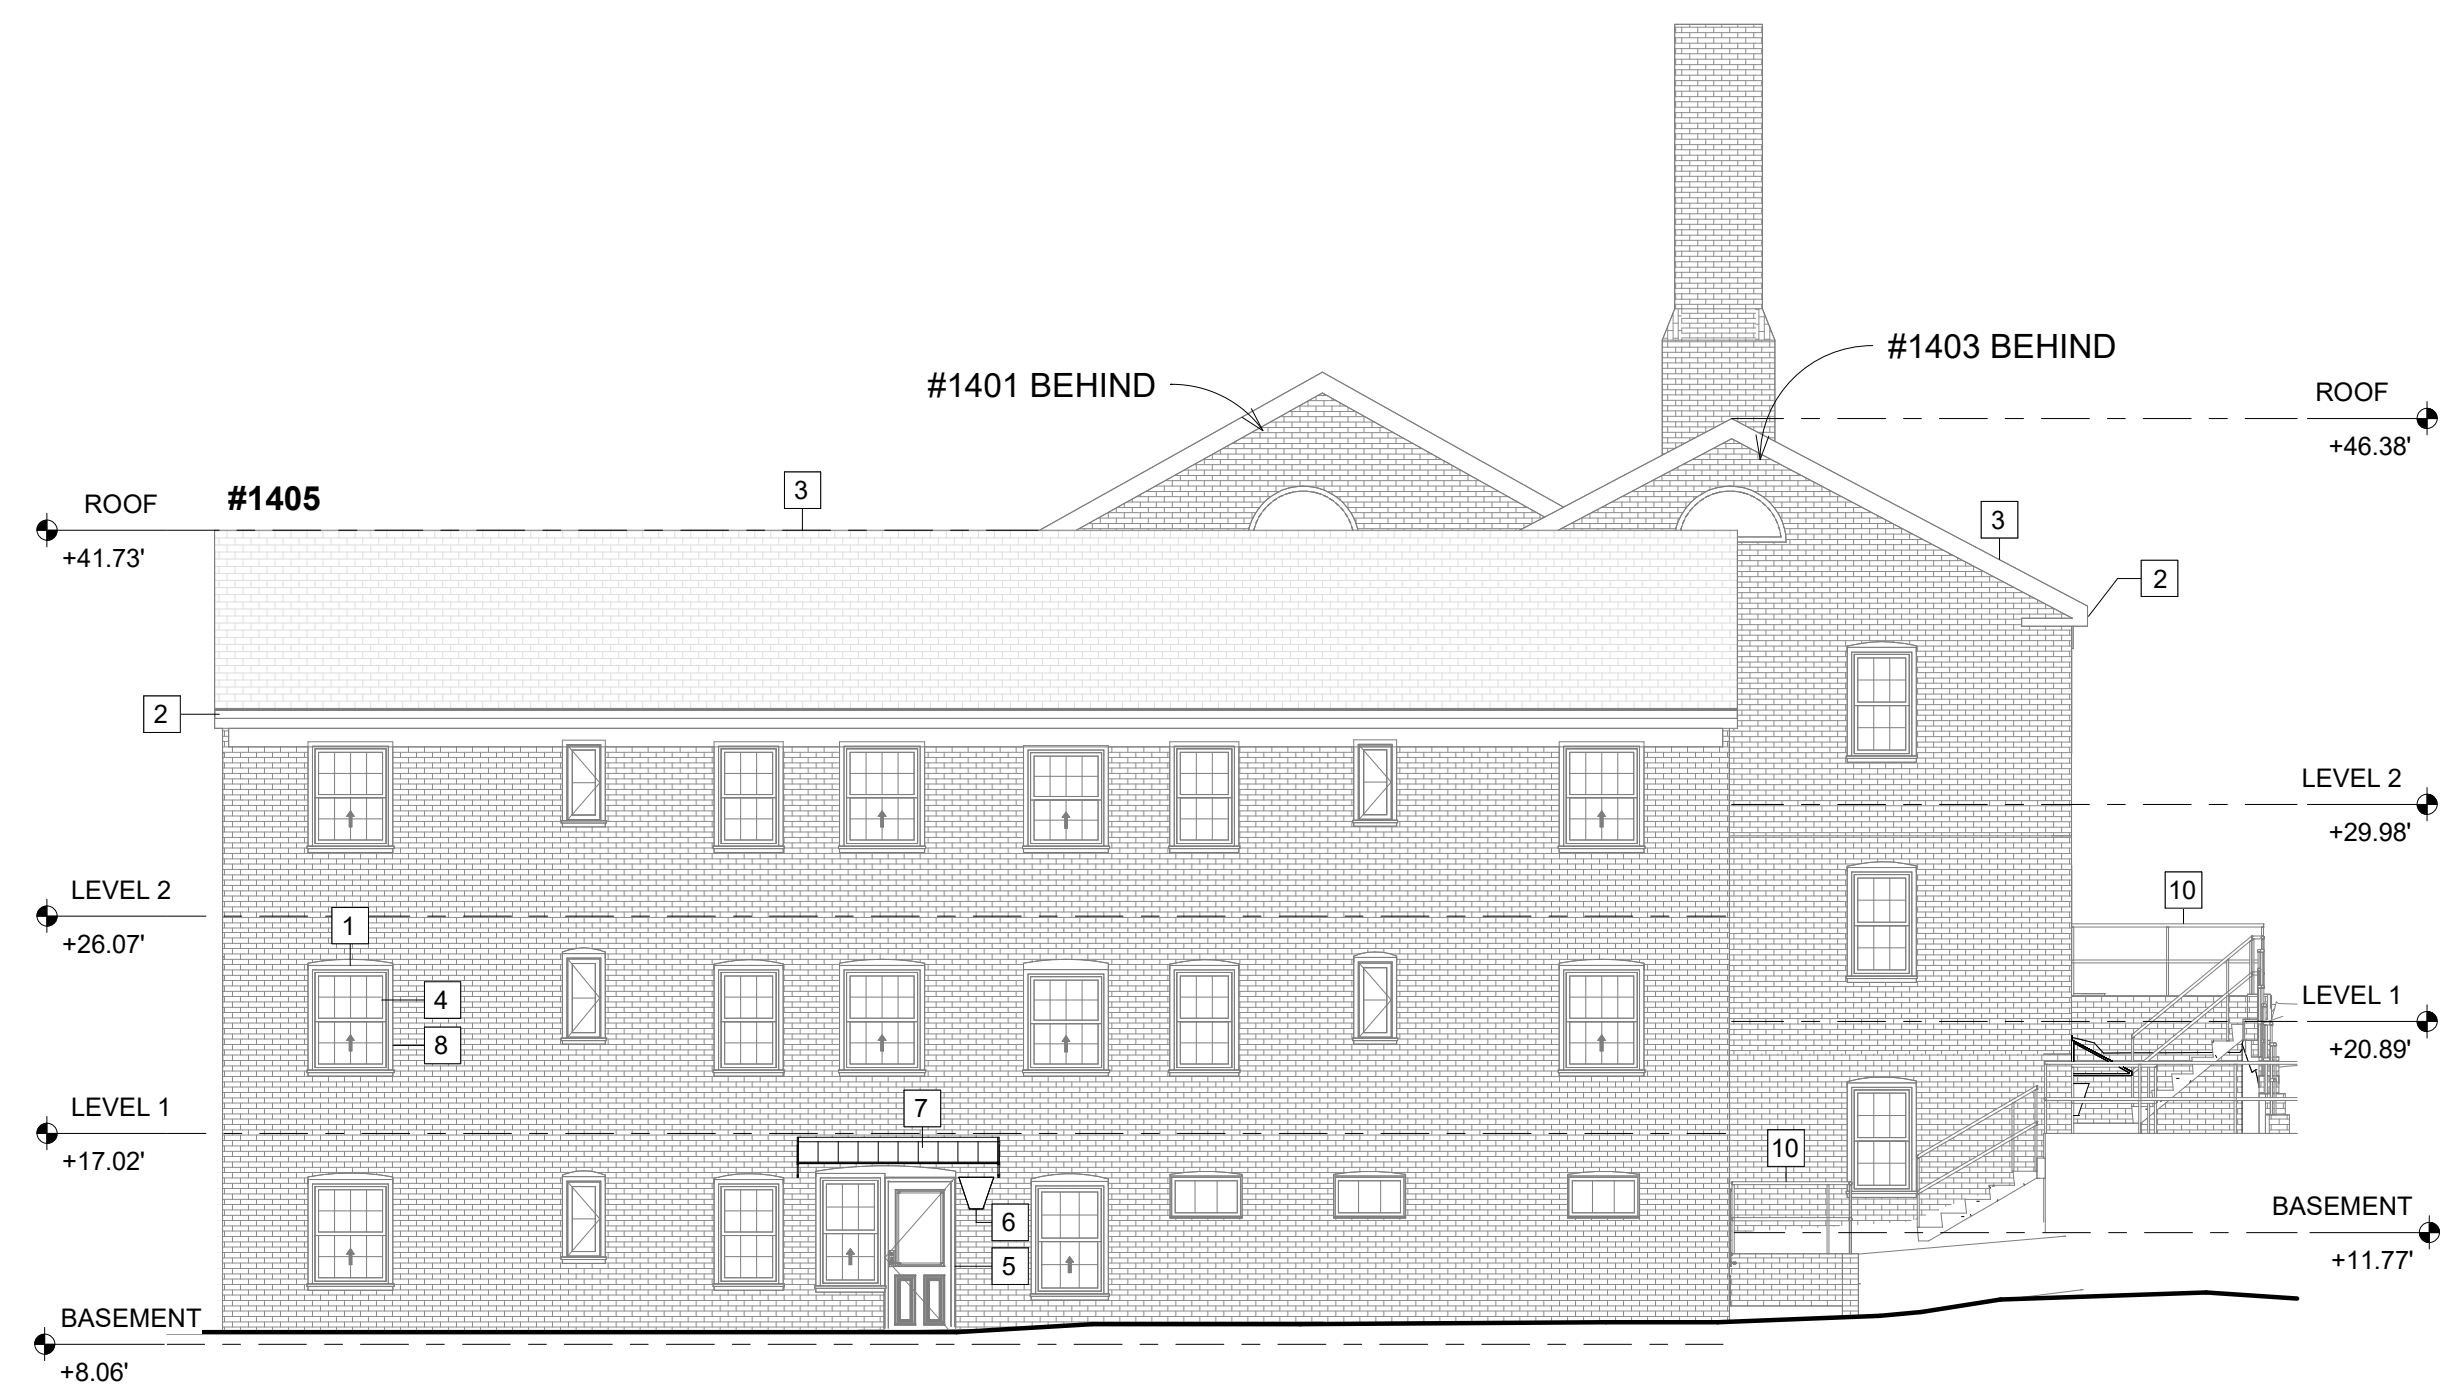 #1403 BEHIND
#1401 BEHIND
ROOF
+46.38'
3
ROOF
#1405
+41.73'
3
2
2
LEVEL 2
+29.98'
LEVEL 2
10
1
+26.07'
4
LEVEL 1
8
+20.89'
LEVEL 1
7
+17.02'
10
BASEMENT
6
5
+11.77'
BASEMENT
+8.06'